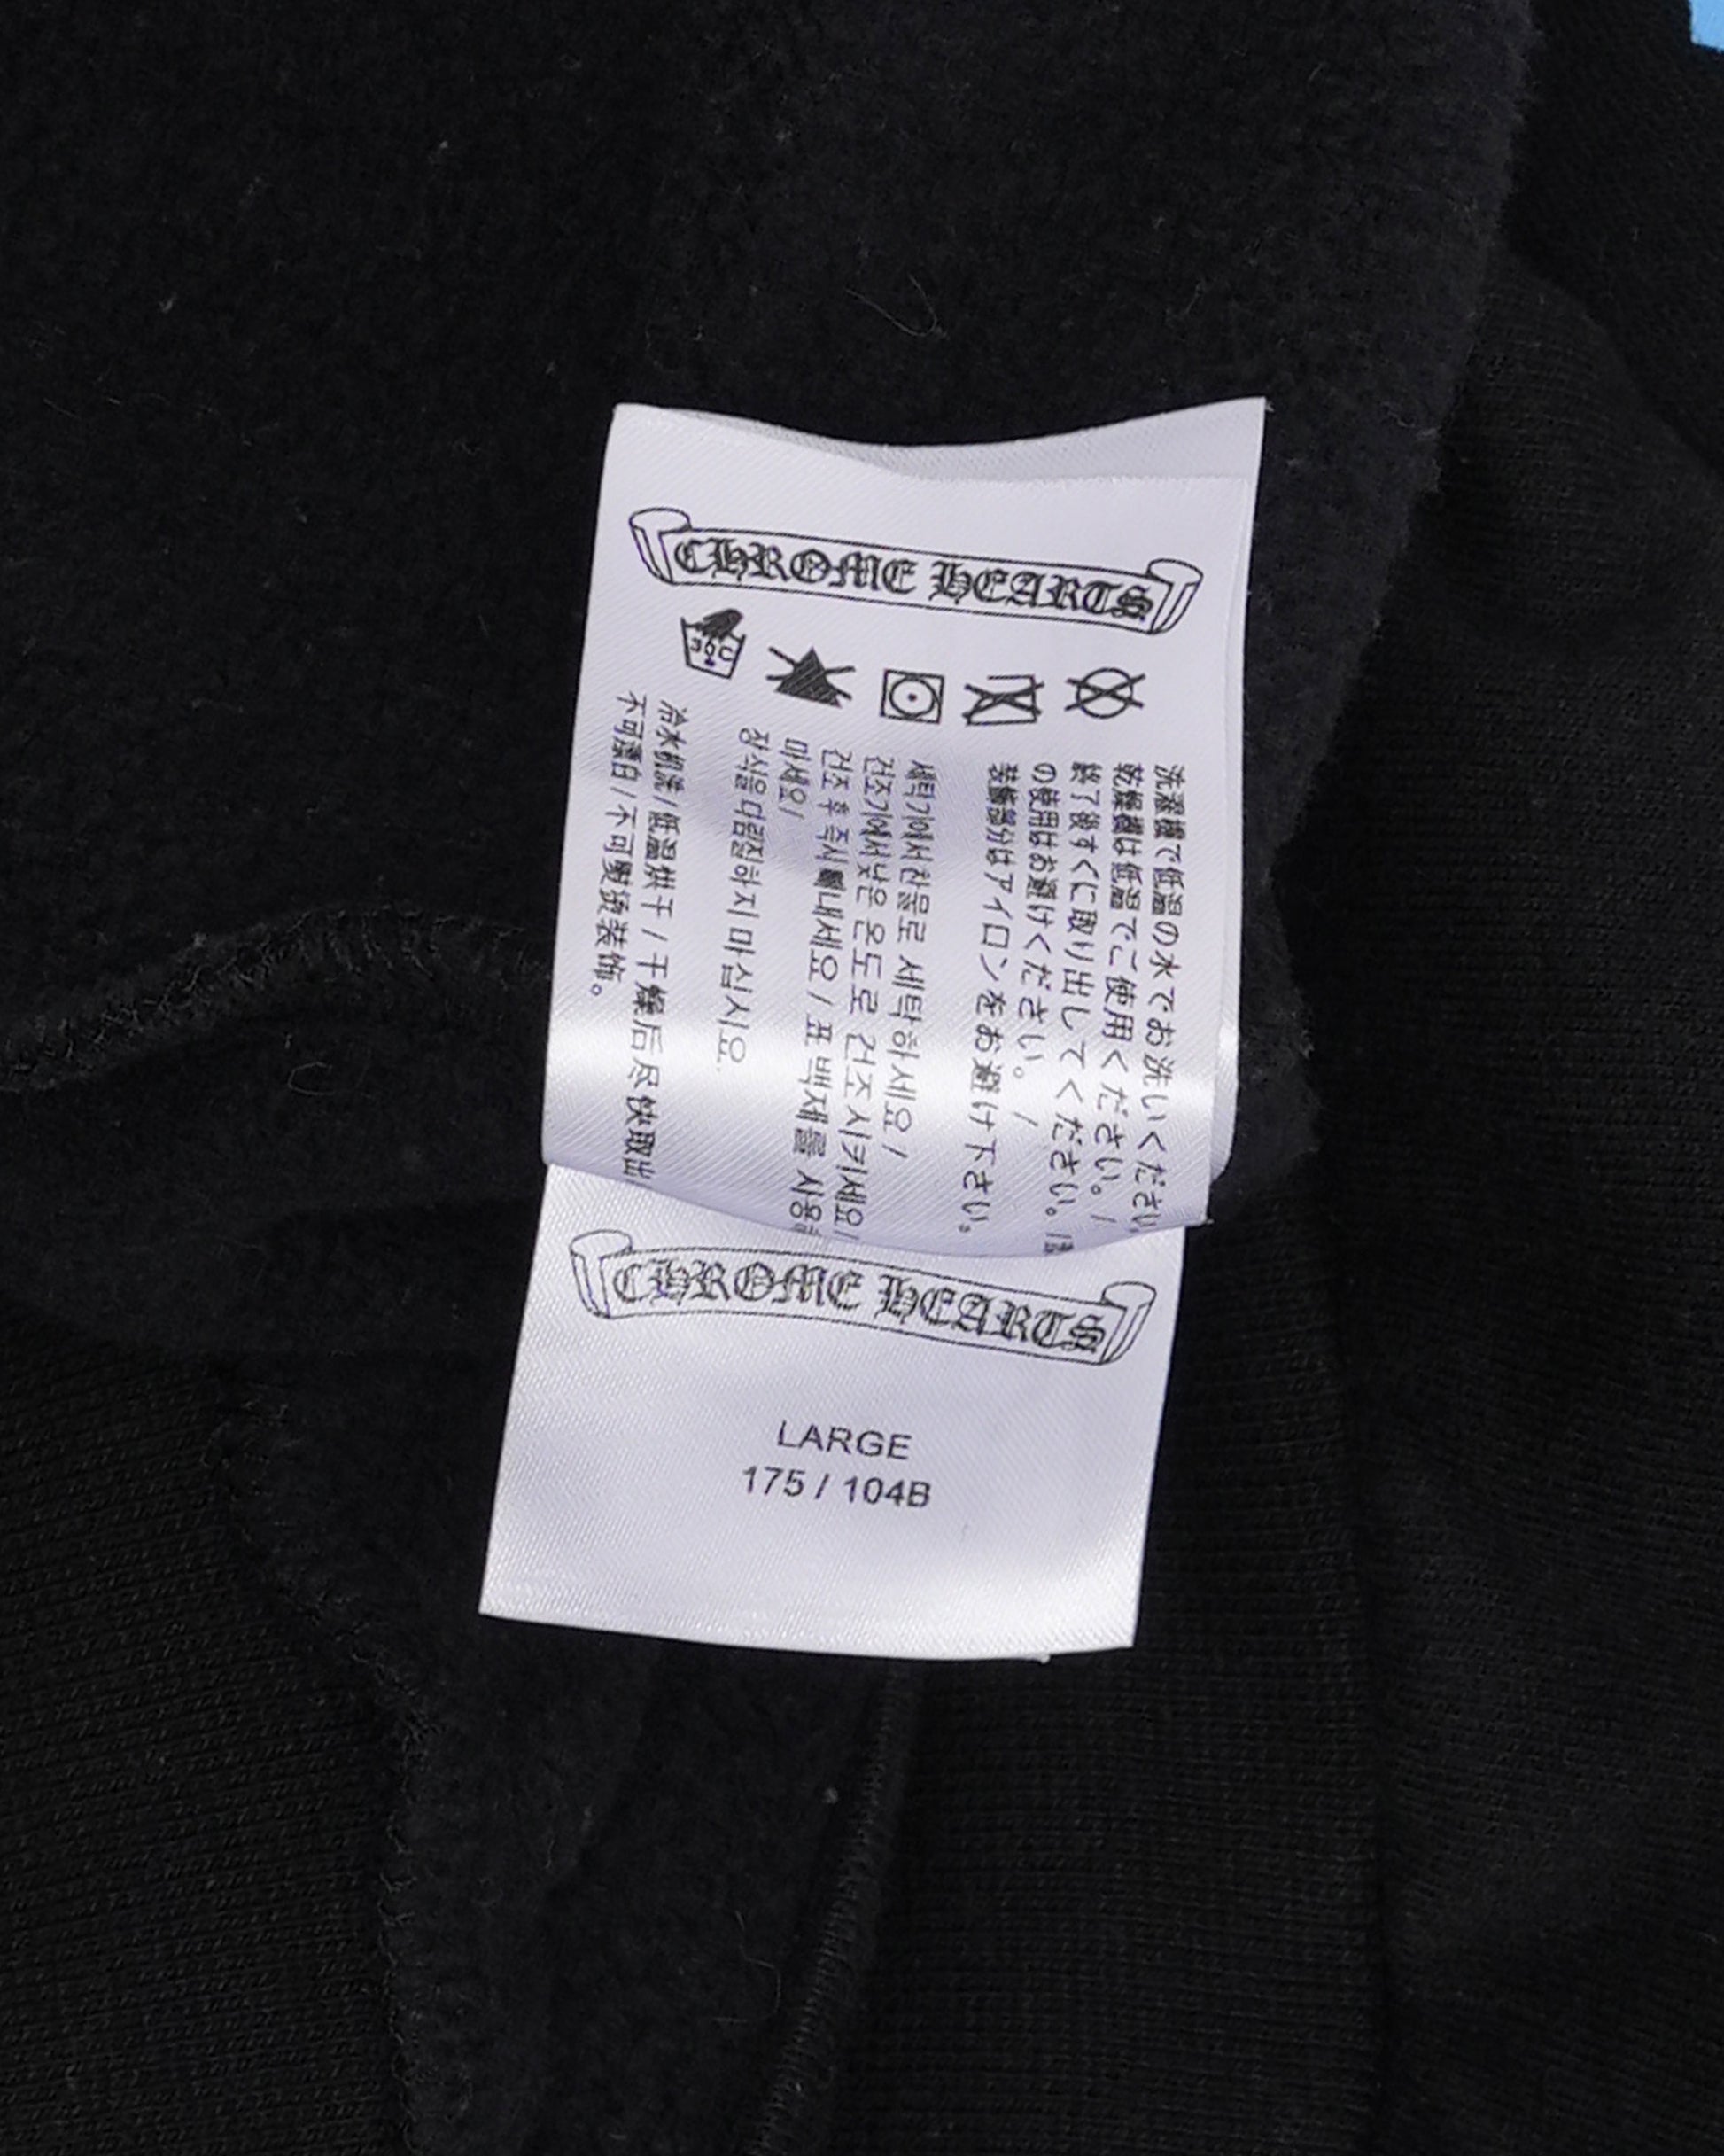 CHROME HEARTS
30C
洗濯機で低温の水でお洗いください
乾燥機は低温でご使用ください。/
終了後すぐに取り出してください。/
の使用はお避けください。/
装飾部分はアイロンをお避け下さい。
세탁기에서 찬물로 세탁하세요 /
건조기에서 낮은 온도로 건조시키세요 /
건조 후 즉시 빼내세요 / 표백제를 사용
마세요 /
장식을 다림질하지 마십시요.
冷水机洗 / 低温烘干 / 干燥后尽快取出
不可漂白 / 不可熨烫装饰。
CHROME HEARTS
LARGE
175 / 104B